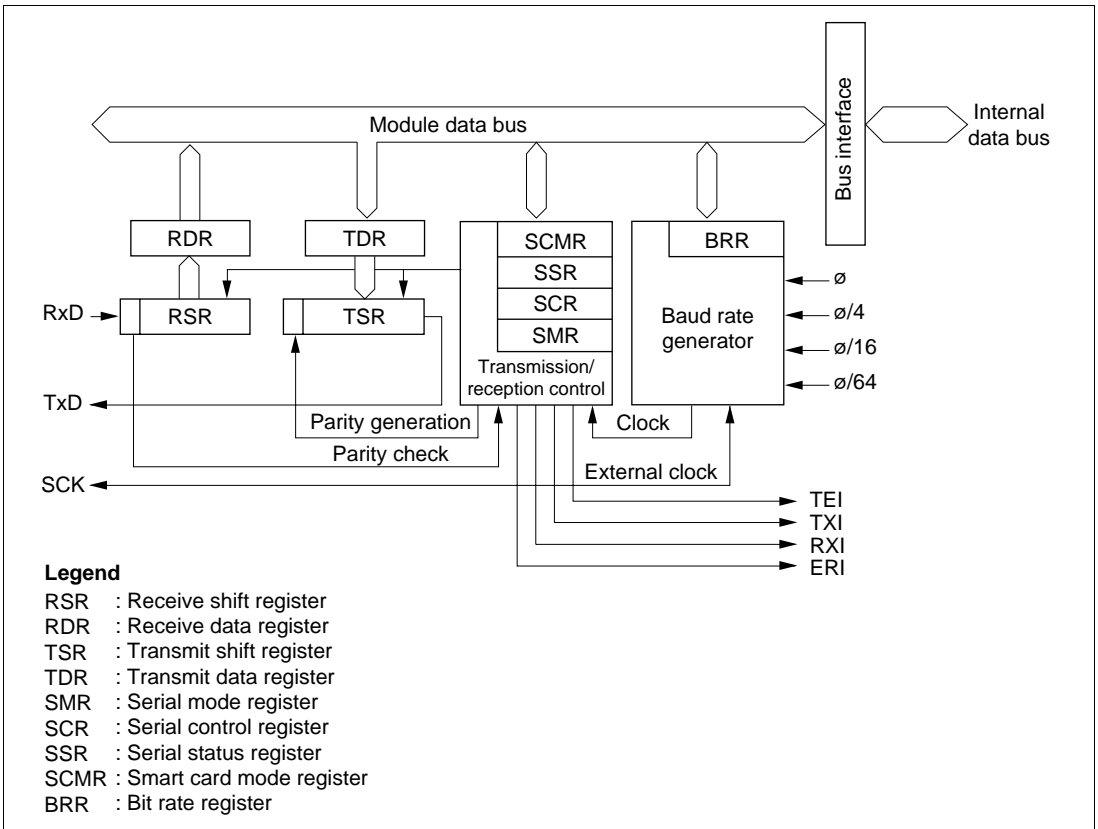 Module data bus
Bus interface
Internal
data bus
RDR
TDR
SCMR
BRR
SSR
SCR
SMR
RxD
RSR
TSR
Baud rate
generator
ø
ø/4
ø/16
ø/64
Transmission/
reception control
TxD
Parity generation
Clock
Parity check
External clock
SCK
TEI
TXI
RXI
ERI
Legend
RSR : Receive shift register
RDR : Receive data register
TSR : Transmit shift register
TDR : Transmit data register
SMR : Serial mode register
SCR : Serial control register
SSR : Serial status register
SCMR : Smart card mode register
BRR : Bit rate register